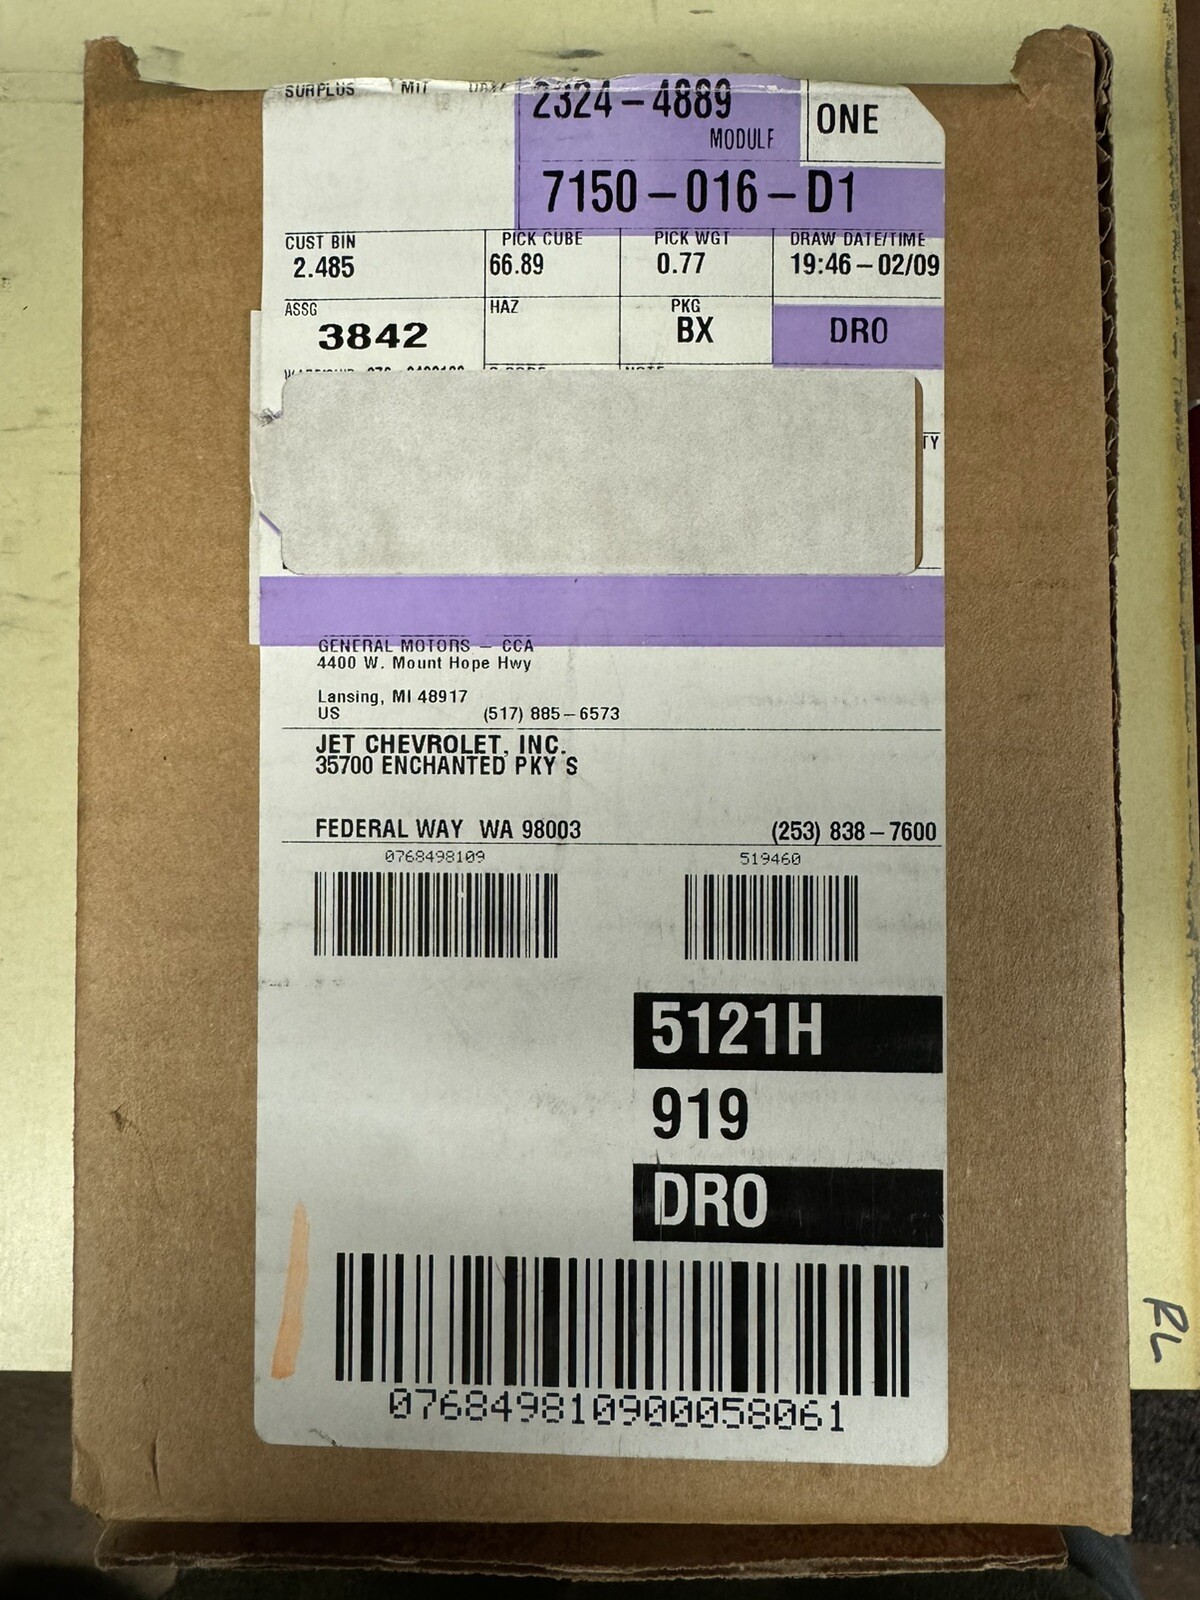 SURPLUS MIT
2324-4889
ONE
MODULE
7150-016-D1
CUST BIN PICK CUBE PICK WGT DRAW DATE/TIME
2.485 66.89 0.77 19:46-02/09
ASSG HAZ PKG
3842 BX DRO
TY
GENERAL MOTORS - CCA
4400 W. Mount Hope Hwy
Lansing, MI 48917
US (517) 885-6573
JET CHEVROLET, INC.
35700 ENCHANTED PKY S
FEDERAL WAY WA 98003 (253) 838-7600
0768498109 519460
5121H
919
DRO
076849810900058061
RL